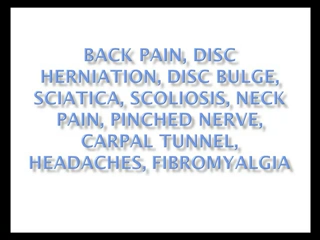 BACK PAIN, DISC
HERNIATION, DISC BULGE,
SCIATICA, SCOLIOSIS, NECK
PAIN, PINCHED NERVE,
CARPAL TUNNEL,
HEADACHES, FIBROMYALGIA